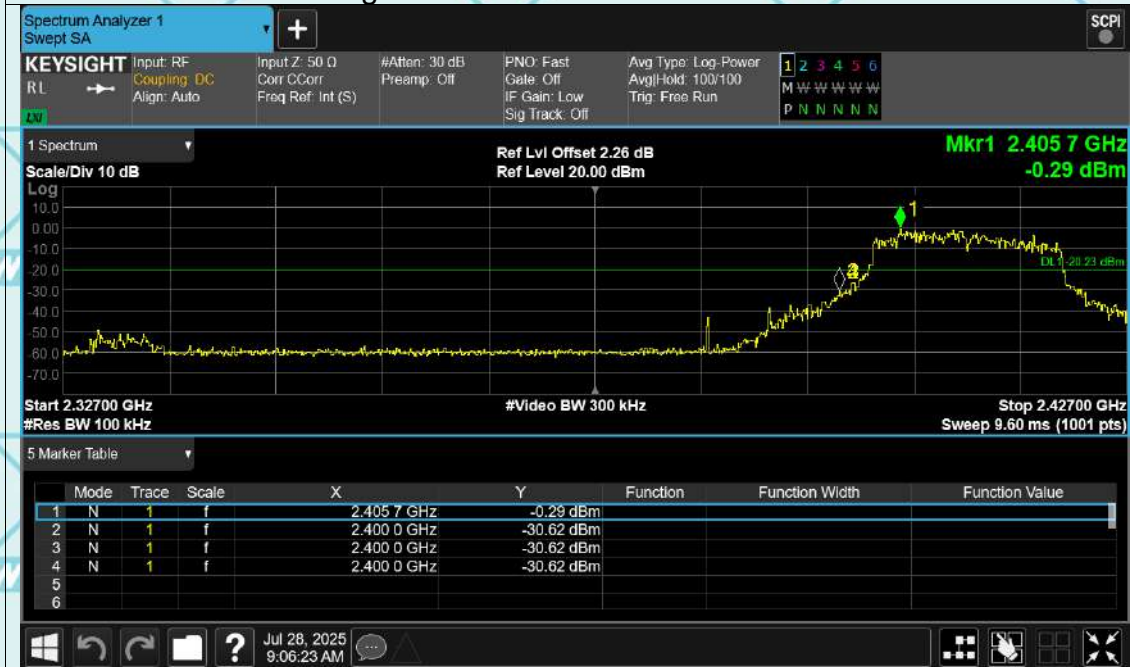 Spectrum Analyzer 1
Swept SA
+
SCPI
KEYSIGHT Input: RF Input Z: 50 Ω #Atten: 30 dB PNO: Fast Avg Type: Log-Power 1 2 3 4 5 6
RL Coupling: DC Corr CCorr Preamp: Off Gate: Off Avg|Hold: 100/100 M W W W W W
Align: Auto Freq Ref: Int (S) IF Gain: Low Trig: Free Run P N N N N N
LXI Sig Track: Off
1 Spectrum
Ref Lvl Offset 2.26 dB
Mkr1 2.405 7 GHz
Scale/Div 10 dB Ref Level 20.00 dBm -0.29 dBm
Log
10.0
0.00
-10.0
-20.0
-30.0
-40.0
-50.0
-60.0
-70.0
1
DL1 -20.23 dBm
Start 2.32700 GHz #Video BW 300 kHz Stop 2.42700 GHz
#Res BW 100 kHz Sweep 9.60 ms (1001 pts)
5 Marker Table
Mode Trace Scale X Y Function Function Width Function Value
1 N 1 f 2.405 7 GHz -0.29 dBm
2 N 1 f 2.400 0 GHz -30.62 dBm
3 N 1 f 2.400 0 GHz -30.62 dBm
4 N 1 f 2.400 0 GHz -30.62 dBm
5
6
?
Jul 28, 2025
9:06:23 AM